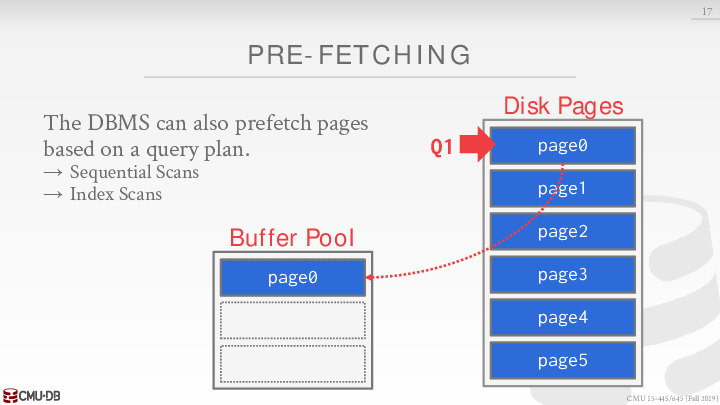 17
PRE-FETCHING
The DBMS can also prefetch pages
based on a query plan.
→ Sequential Scans
→ Index Scans
Buffer Pool
page0
Disk Pages
Q1
page0
page1
page2
page3
page4
page5
CMU·DB
CMU 15-445/645 (Fall 2019)